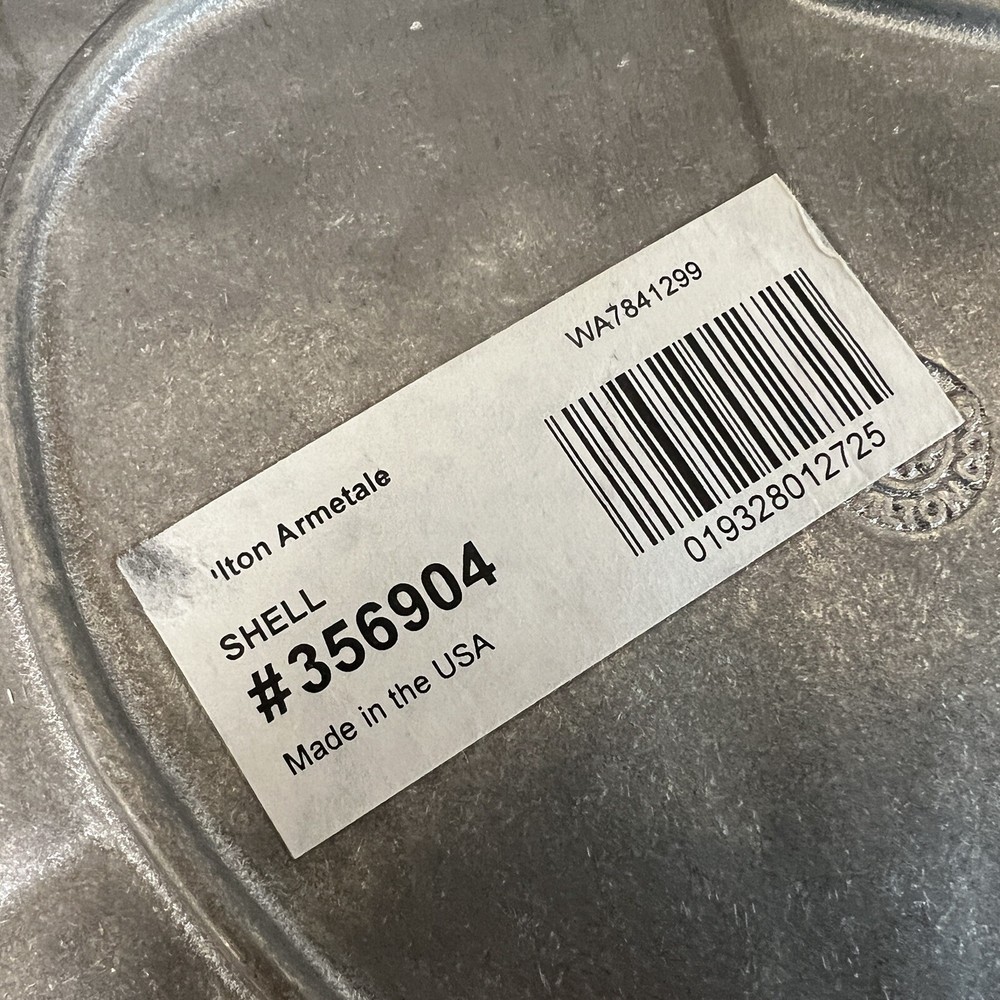 'lton Armetale
SHELL
#356904
Made in the USA
WA7841299
019328012725